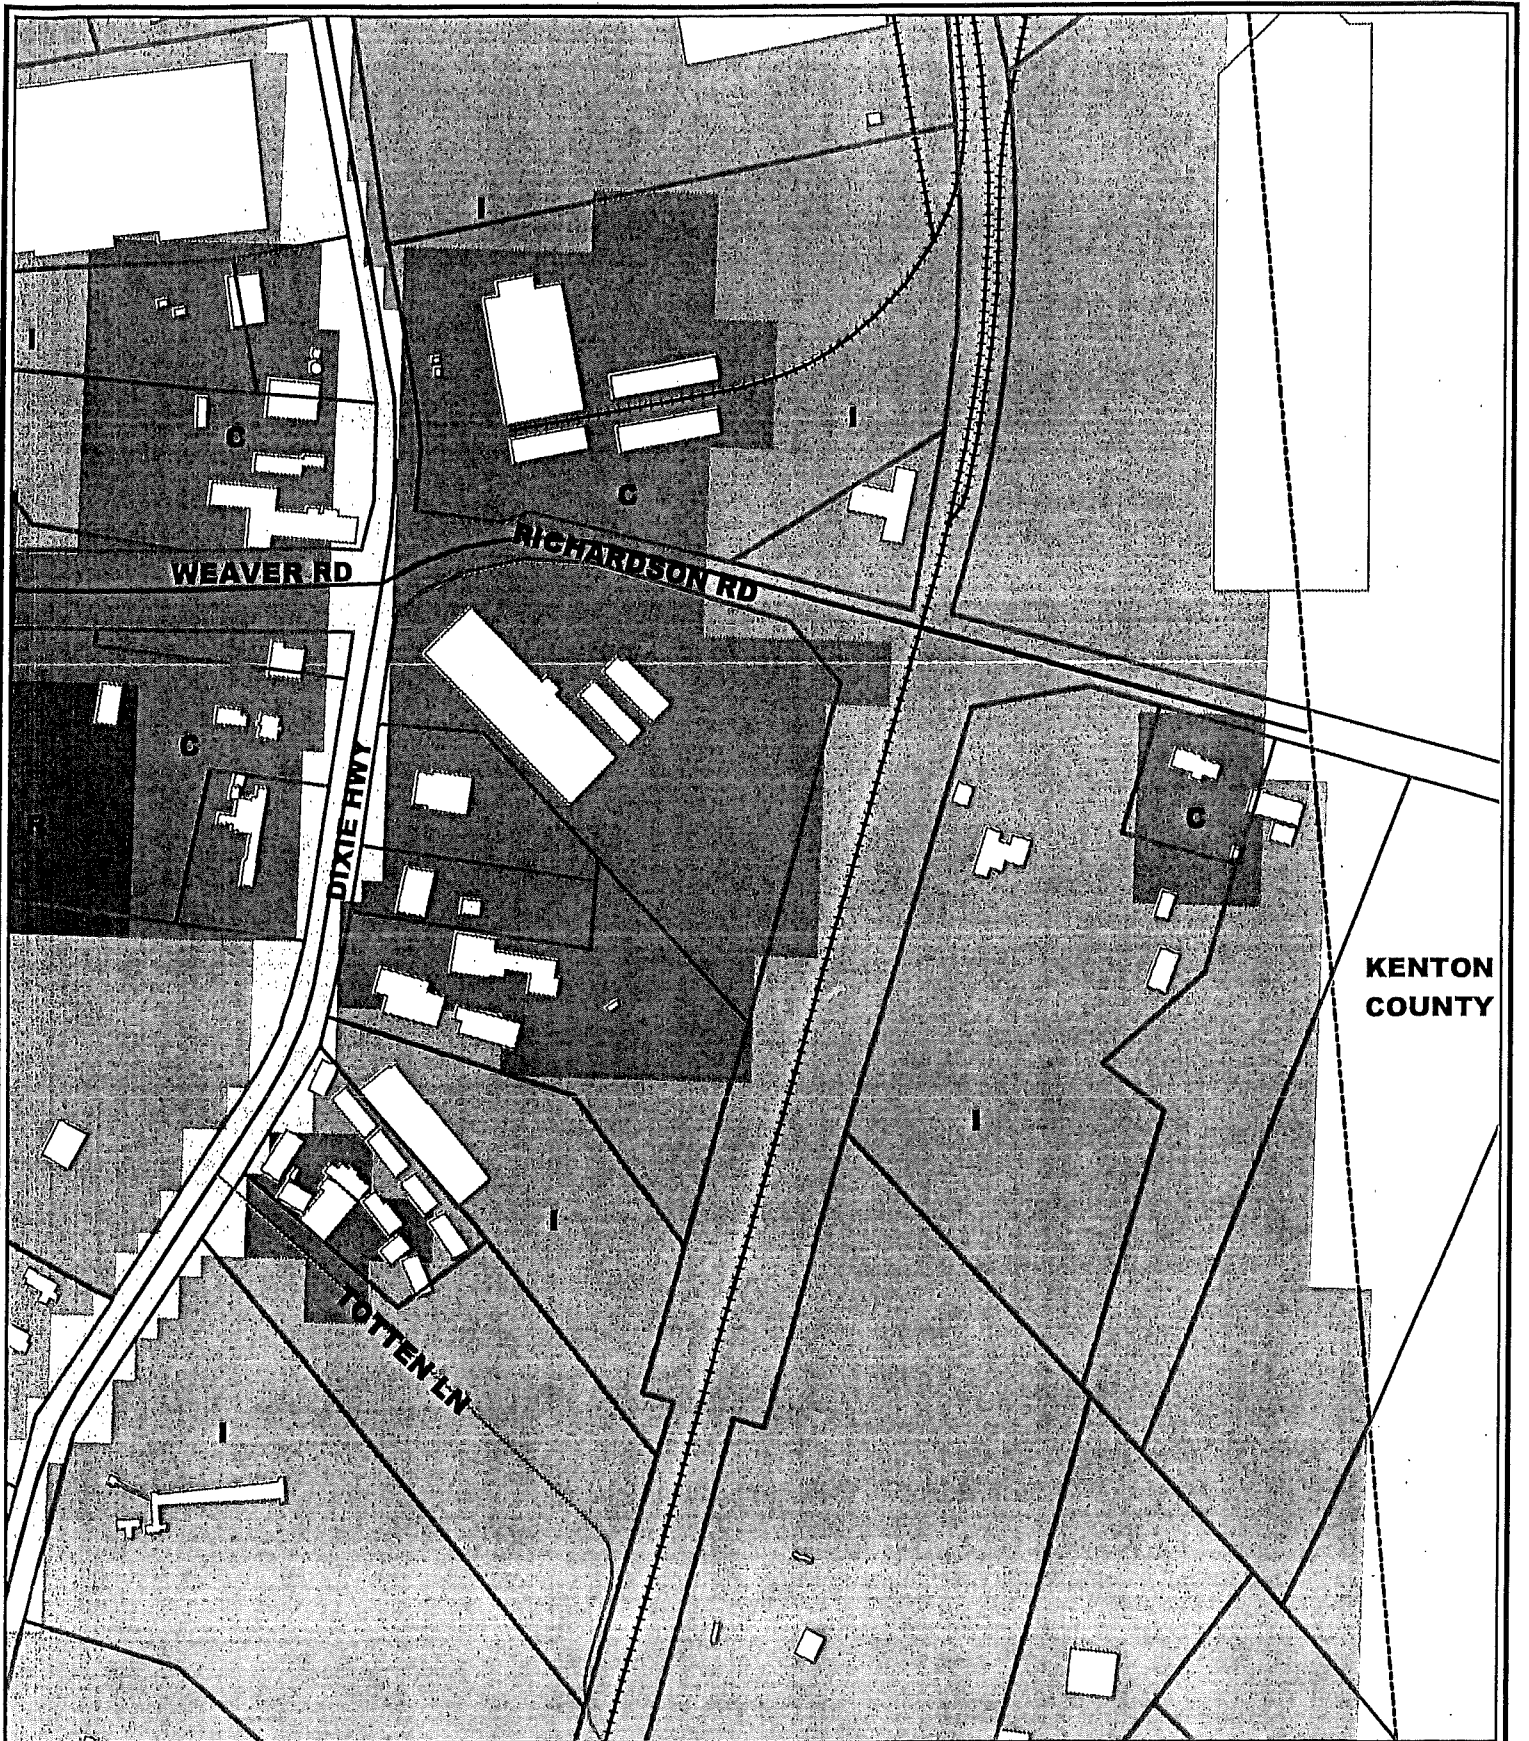 I
I
C
I
C
RICHARDSON RD
WEAVER RD
C
DIXIE HWY
R
C
KENTON
COUNTY
I
I
TOTTEN LN
I